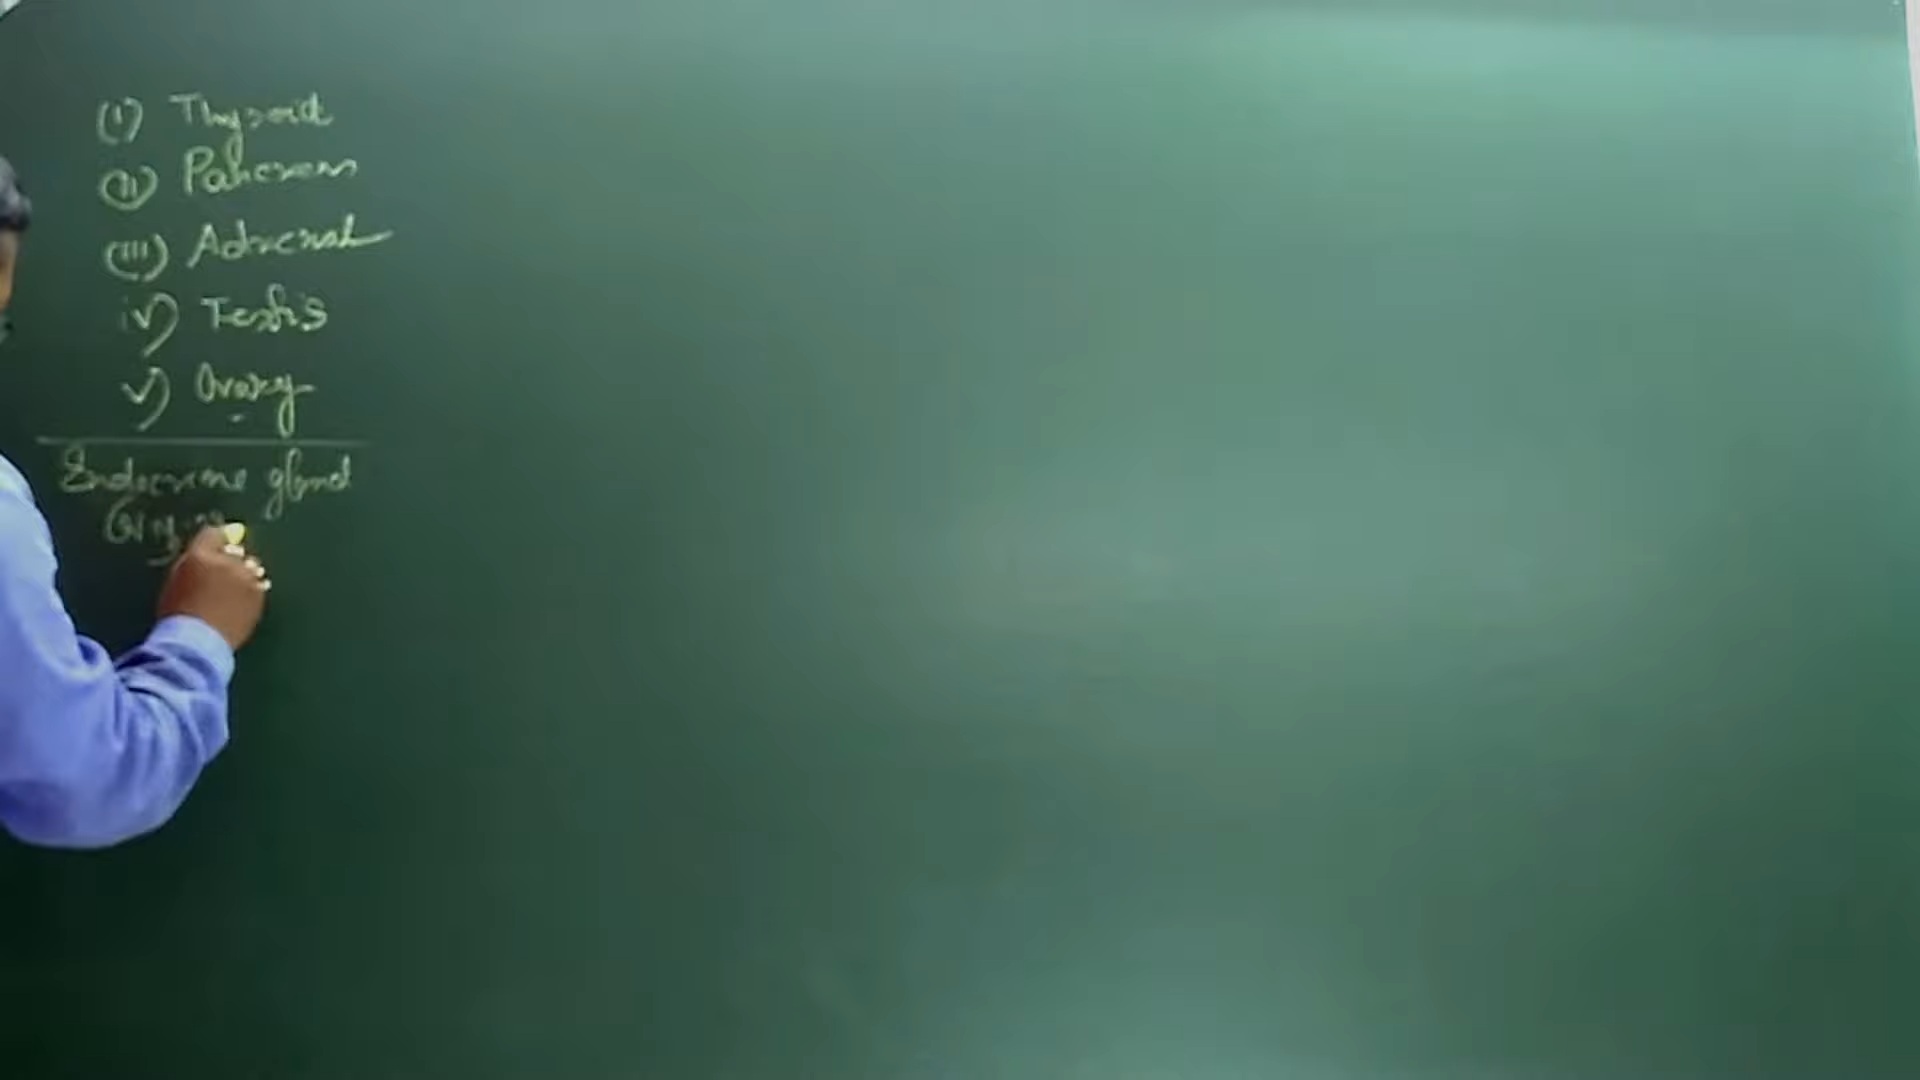 (i) Thyroid
(ii) Pancreas
(iii) Adrenal
iv) Testis
v) Ovary
Endocrine gland